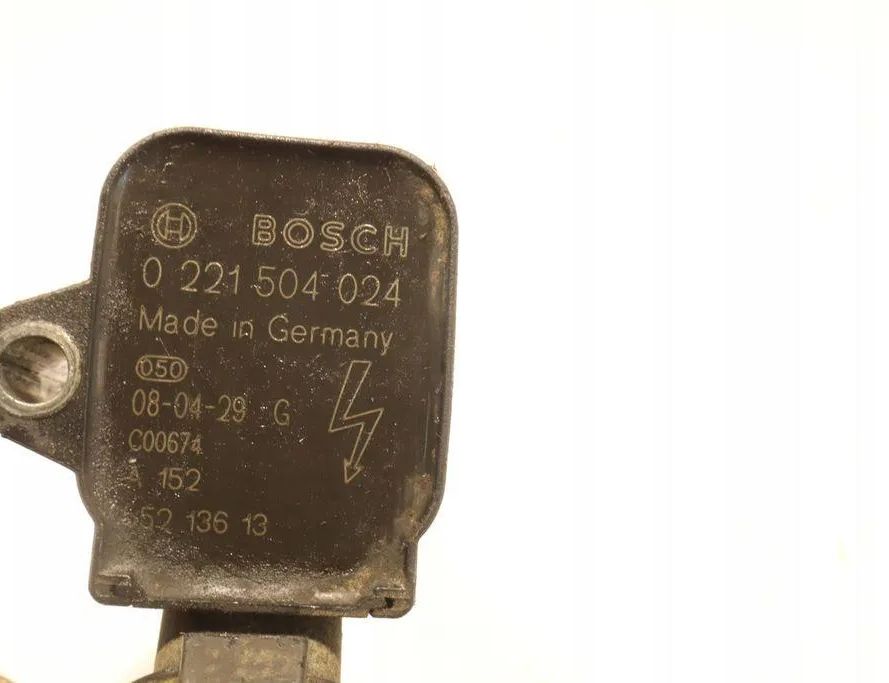 BOSCH
0 221 504 024
Made in Germany
050
08-04-29 G
C00674
A 152
52 136 13